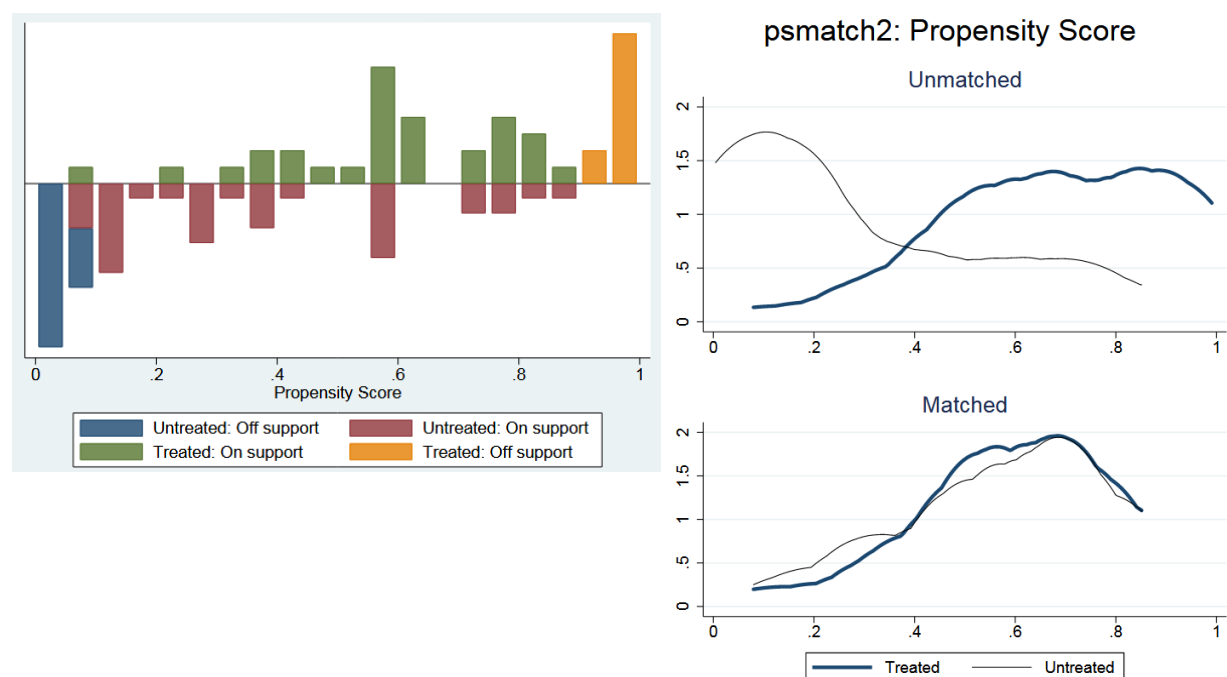 0 .2 .4 .6 .8 1
Propensity Score
Untreated: Off support Untreated: On support
Treated: On support Treated: Off support
psmatch2: Propensity Score
Unmatched
2
1.5
1
.5
0
0 .2 .4 .6 .8 1
Matched
2
1.5
1
.5
0
0 .2 .4 .6 .8 1
Treated Untreated